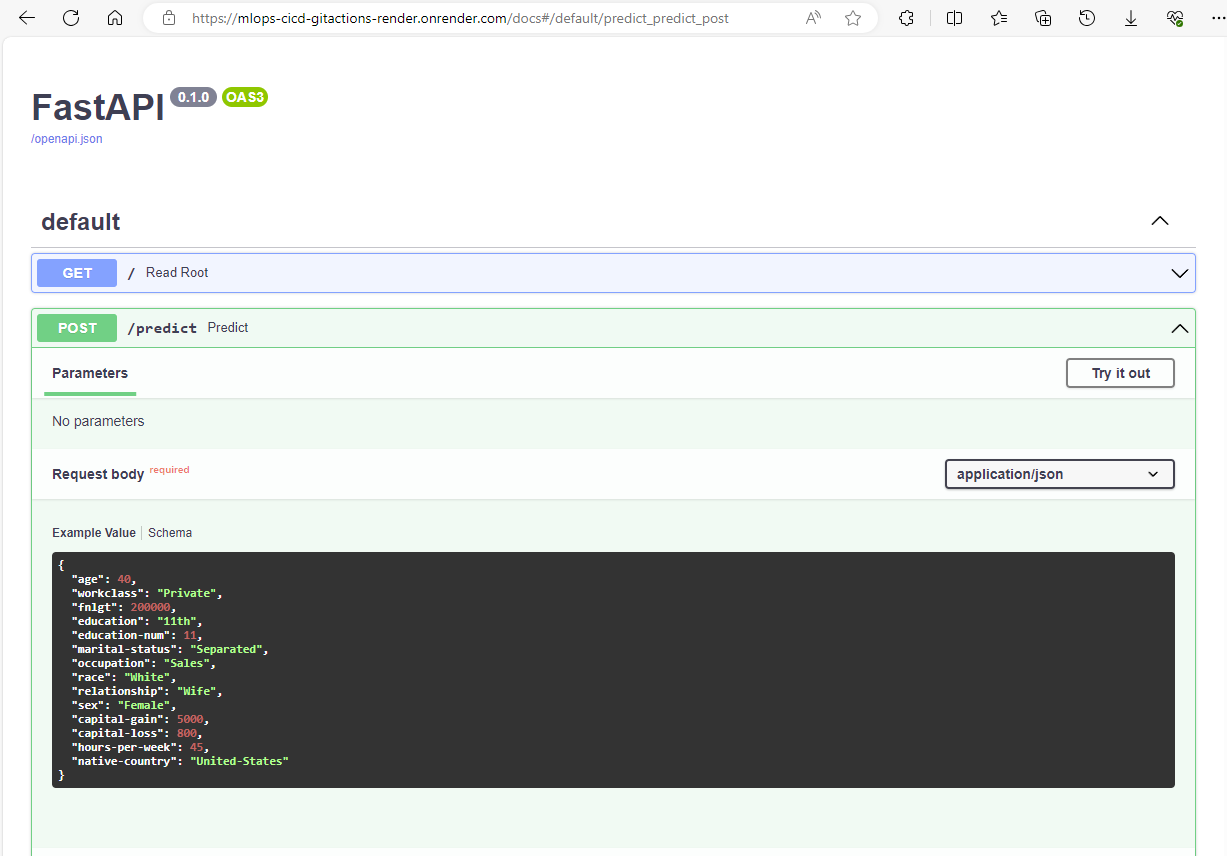 https://mlops-cicd-gitactions-render.onrender.com/docs#/default/predict_predict_post
FastAPI 0.1.0 OAS3
/openapi.json
default
GET / Read Root
POST /predict Predict
Parameters Try it out
No parameters
Request body required application/json
Example Value Schema
{
  "age": 40,
  "workclass": "Private",
  "fnlgt": 200000,
  "education": "11th",
  "education-num": 11,
  "marital-status": "Separated",
  "occupation": "Sales",
  "race": "White",
  "relationship": "Wife",
  "sex": "Female",
  "capital-gain": 5000,
  "capital-loss": 800,
  "hours-per-week": 45,
  "native-country": "United-States"
}